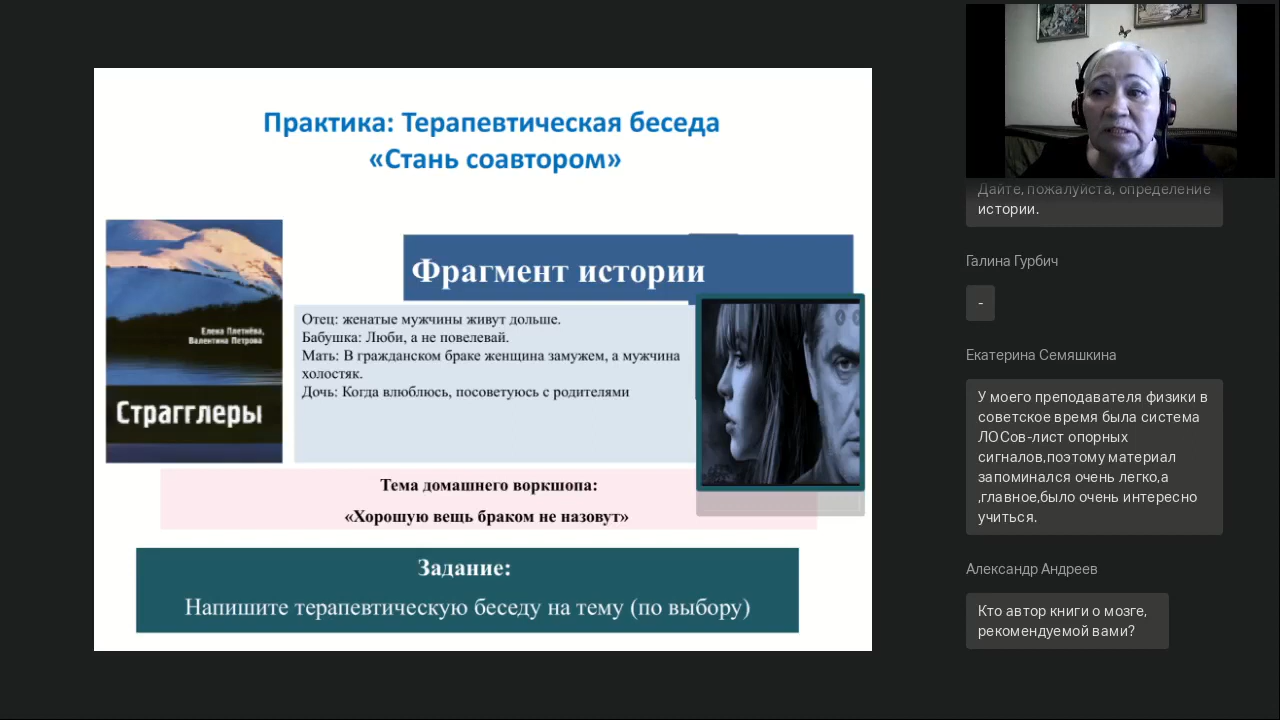 Практика: Терапевтическая беседа
«Стань соавтором»
Елена Плетнёва,
Валентина Петрова
Страгглеры
Фрагмент истории
Отец: женатые мужчины живут дольше.
Бабушка: Люби, а не повелевай.
Мать: В гражданском браке женщина замужем, а мужчина
холостяк.
Дочь: Когда влюблюсь, посоветуюсь с родителями
Тема домашнего воркшопа:
«Хорошую вещь браком не назовут»
Задание:
Напишите терапевтическую беседу на тему (по выбору)
Дайте, пожалуйста, определение
истории.
Галина Гурбич
-
Екатерина Семяшкина
У моего преподавателя физики в
советское время была система
ЛОСов-лист опорных
сигналов,поэтому материал
запоминался очень легко,а
,главное,было очень интересно
учиться.
Александр Андреев
Кто автор книги о мозге,
рекомендуемой вами?